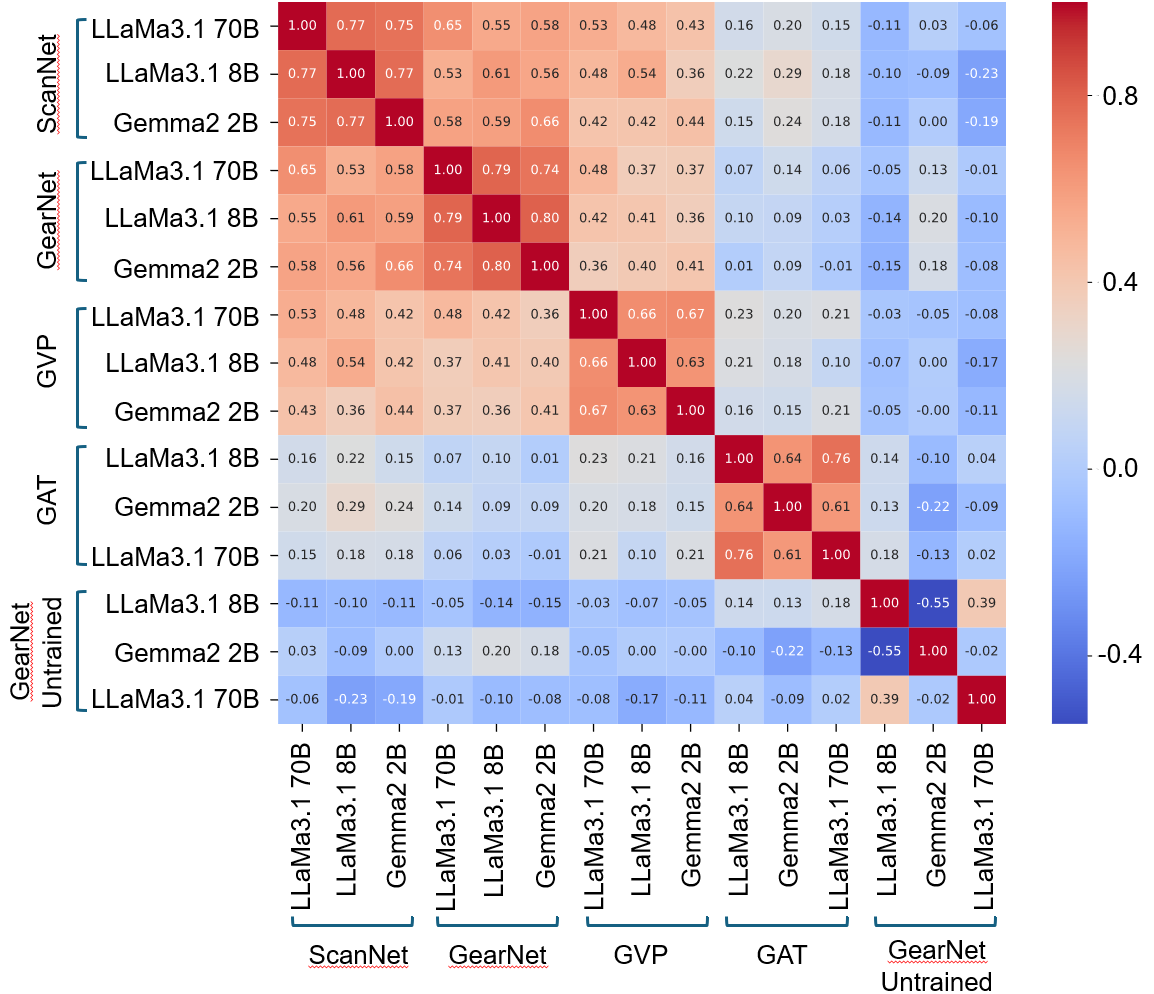 ScanNet
LLaMa3.1 70B 1.00 0.77 0.75 0.65 0.55 0.58 0.53 0.48 0.43 0.16 0.20 0.15 -0.11 0.03 -0.06
LLaMa3.1 8B 0.77 1.00 0.77 0.53 0.61 0.56 0.48 0.54 0.36 0.22 0.29 0.18 -0.10 -0.09 -0.23
Gemma2 2B 0.75 0.77 1.00 0.58 0.59 0.66 0.42 0.42 0.44 0.15 0.24 0.18 -0.11 0.00 -0.19
GearNet
LLaMa3.1 70B 0.65 0.53 0.58 1.00 0.79 0.74 0.48 0.37 0.37 0.07 0.14 0.06 -0.05 0.13 -0.01
LLaMa3.1 8B 0.55 0.61 0.59 0.79 1.00 0.80 0.42 0.41 0.36 0.10 0.09 0.03 -0.14 0.20 -0.10
Gemma2 2B 0.58 0.56 0.66 0.74 0.80 1.00 0.36 0.40 0.41 0.01 0.09 -0.01 -0.15 0.18 -0.08
GVP
LLaMa3.1 70B 0.53 0.48 0.42 0.48 0.42 0.36 1.00 0.66 0.67 0.23 0.20 0.21 -0.03 -0.05 -0.08
LLaMa3.1 8B 0.48 0.54 0.42 0.37 0.41 0.40 0.66 1.00 0.63 0.21 0.18 0.10 -0.07 0.00 -0.17
Gemma2 2B 0.43 0.36 0.44 0.37 0.36 0.41 0.67 0.63 1.00 0.16 0.15 0.21 -0.05 -0.00 -0.11
GAT
LLaMa3.1 8B 0.16 0.22 0.15 0.07 0.10 0.01 0.23 0.21 0.16 1.00 0.64 0.76 0.14 -0.10 0.04
Gemma2 2B 0.20 0.29 0.24 0.14 0.09 0.09 0.20 0.18 0.15 0.64 1.00 0.61 0.13 -0.22 -0.09
LLaMa3.1 70B 0.15 0.18 0.18 0.06 0.03 -0.01 0.21 0.10 0.21 0.76 0.61 1.00 0.18 -0.13 0.02
GearNet
Untrained
LLaMa3.1 8B -0.11 -0.10 -0.11 -0.05 -0.14 -0.15 -0.03 -0.07 -0.05 0.14 0.13 0.18 1.00 -0.55 0.39
Gemma2 2B 0.03 -0.09 0.00 0.13 0.20 0.18 -0.05 0.00 -0.00 -0.10 -0.22 -0.13 -0.55 1.00 -0.02
LLaMa3.1 70B -0.06 -0.23 -0.19 -0.01 -0.10 -0.08 -0.08 -0.17 -0.11 0.04 -0.09 0.02 0.39 -0.02 1.00
LLaMa3.1 70B
LLaMa3.1 8B
Gemma2 2B
LLaMa3.1 70B
LLaMa3.1 8B
Gemma2 2B
LLaMa3.1 70B
LLaMa3.1 8B
Gemma2 2B
LLaMa3.1 8B
Gemma2 2B
LLaMa3.1 70B
LLaMa3.1 8B
Gemma2 2B
LLaMa3.1 70B
ScanNet
GearNet
GVP
GAT
GearNet
Untrained
0.8
0.4
0.0
-0.4